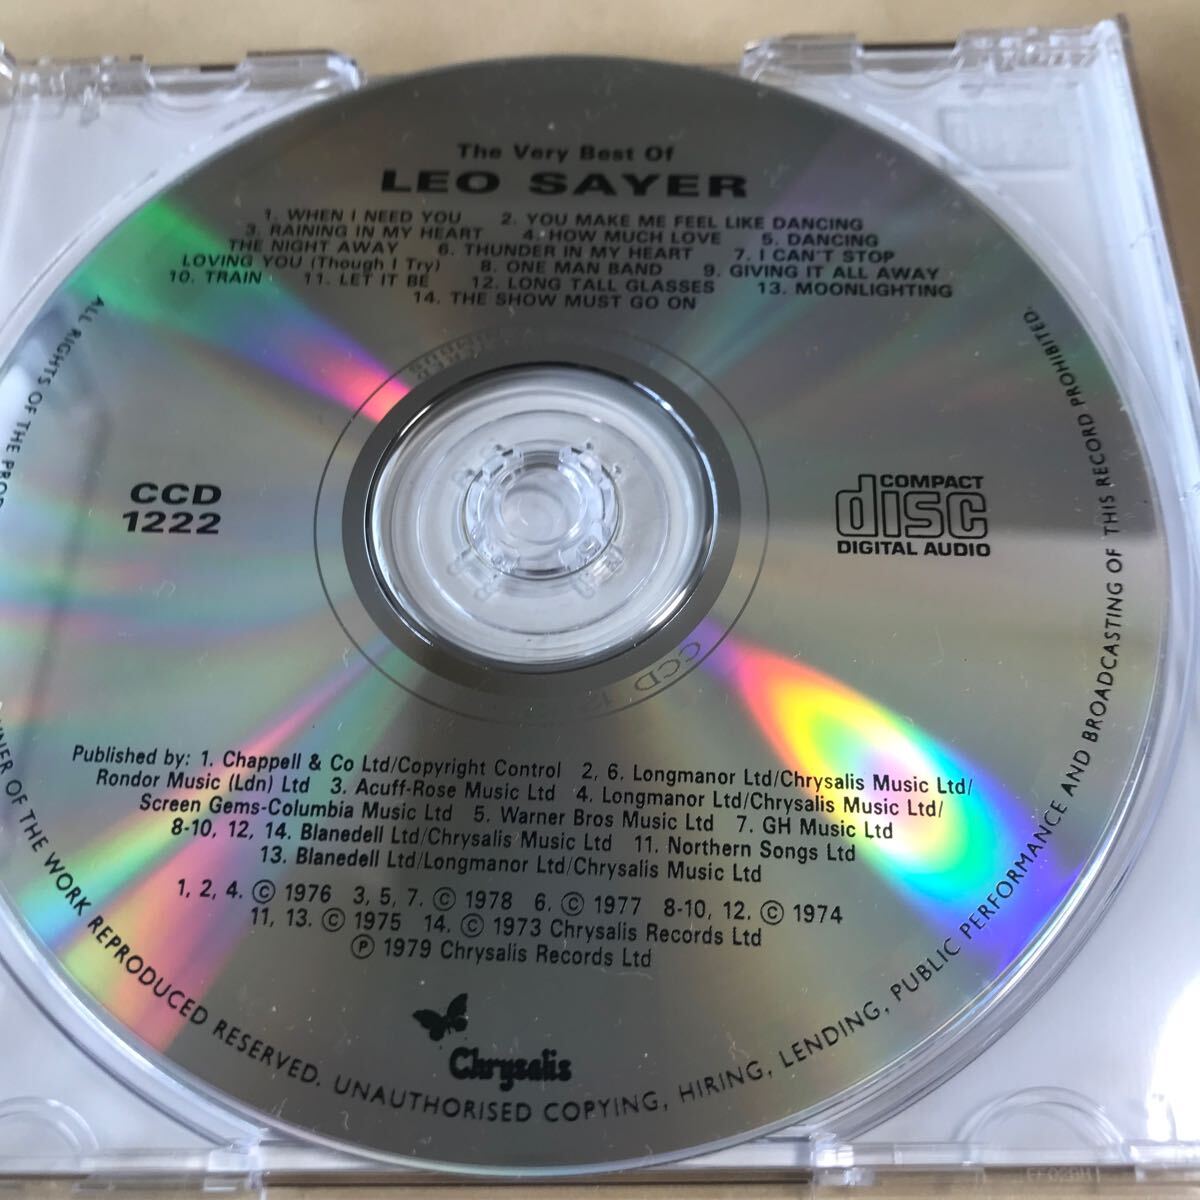 The Very Best Of
LEO SAYER
1. WHEN I NEED YOU 2. YOU MAKE ME FEEL LIKE DANCING
3. RAINING IN MY HEART 4. HOW MUCH LOVE 5. DANCING
THE NIGHT AWAY 6. THUNDER IN MY HEART 7. I CAN'T STOP
LOVING YOU (Though I Try) 8. ONE MAN BAND 9. GIVING IT ALL AWAY
10. TRAIN 11. LET IT BE 12. LONG TALL GLASSES 13. MOONLIGHTING
14. THE SHOW MUST GO ON
CCD
1222
COMPACT
disc
DIGITAL AUDIO
CCD 12
Published by: 1. Chappell & Co Ltd/Copyright Control 2, 6. Longmanor Ltd/Chrysalis Music Ltd/
Rondor Music (Ldn) Ltd 3. Acuff-Rose Music Ltd 4. Longmanor Ltd/Chrysalis Music Ltd/
Screen Gems-Columbia Music Ltd 5. Warner Bros Music Ltd 7. GH Music Ltd
8-10, 12, 14. Blanedell Ltd/Chrysalis Music Ltd 11. Northern Songs Ltd
13. Blanedell Ltd/Longmanor Ltd/Chrysalis Music Ltd
1, 2, 4. © 1976 3, 5, 7. © 1978 6. © 1977 8-10, 12. © 1974
11, 13. © 1975 14. © 1973 Chrysalis Records Ltd
℗ 1979 Chrysalis Records Ltd
Chrysalis
ALL RIGHTS OF THE PROD
WNER OF THE WORK REPRODUCED RESERVED. UNAUTHORISED COPYING, HIRING, LENDING, PUBLIC PERFORMANCE AND BROADCASTING OF THIS RECORD PROHIBITED.